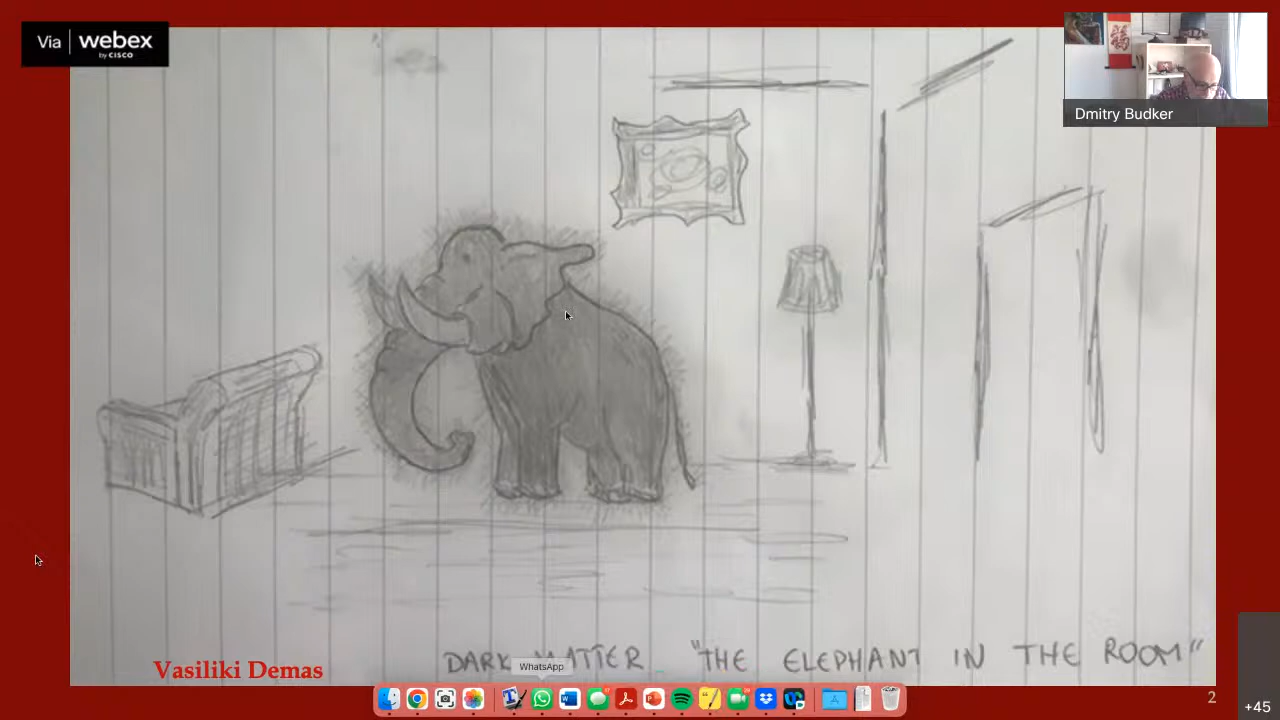 Via webex
by CISCO
Dmitry Budker
DARK MATTER "THE ELEPHANT IN THE ROOM"
Vasiliki Demas
WhatsApp
2
+45